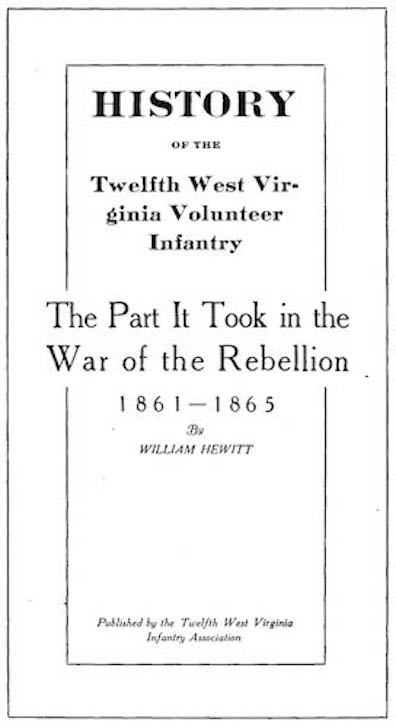 HISTORY
OF THE
Twelfth West Vir-
ginia Volunteer
Infantry
The Part It Took in the
War of the Rebellion
1861—1865
By
WILLIAM HEWITT
Published by the Twelfth West Virginia
Infantry Association